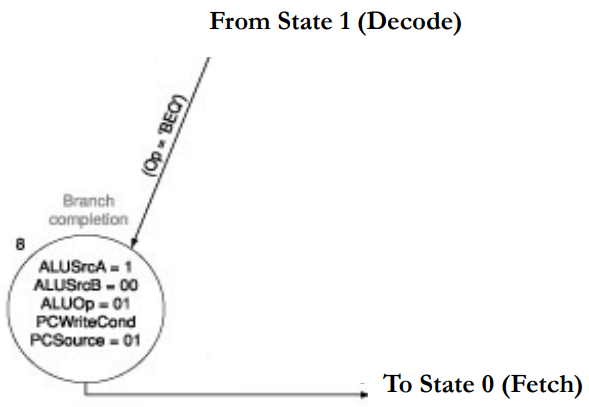 From State 1 (Decode)
(Op = 'BEQ')
Branch
completion
8
ALUSrcA = 1
ALUSrcB = 00
ALUOp = 01
PCWriteCond
PCSource = 01
To State 0 (Fetch)